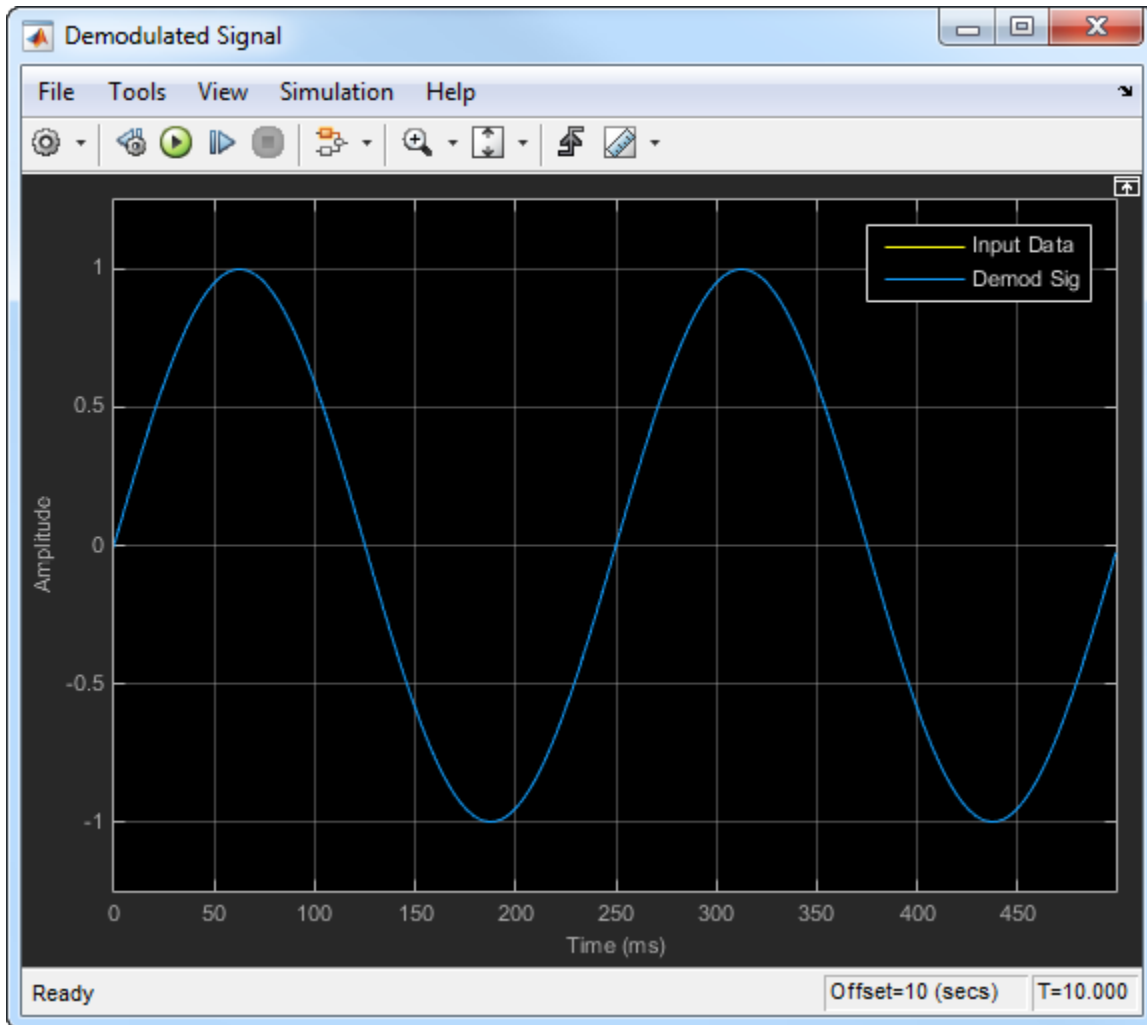 Demodulated Signal
File Tools View Simulation Help
Input Data
Demod Sig
1
0.5
0
-0.5
-1
Amplitude
0 50 100 150 200 250 300 350 400 450
Time (ms)
Ready Offset=10 (secs) T=10.000